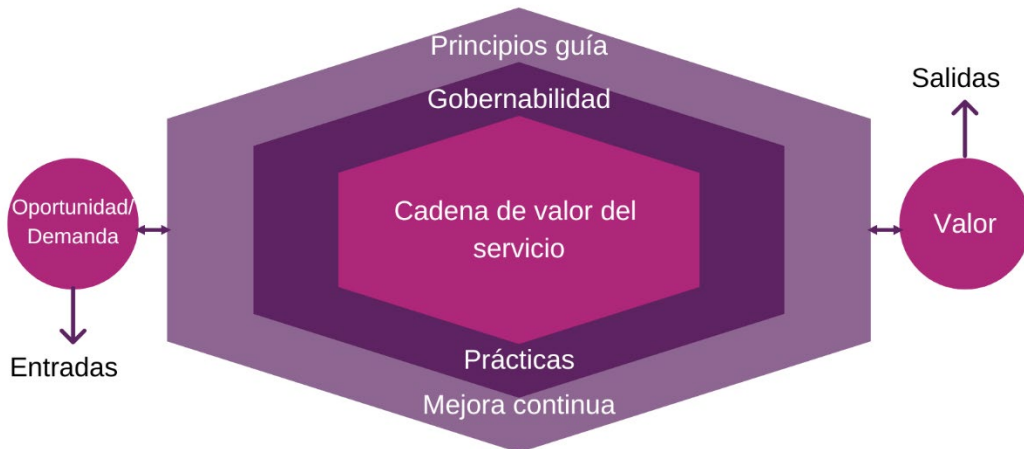 Principios guía
Gobernabilidad
Cadena de valor del
servicio
Prácticas
Mejora continua
Oportunidad/
Demanda
Entradas
Salidas
Valor